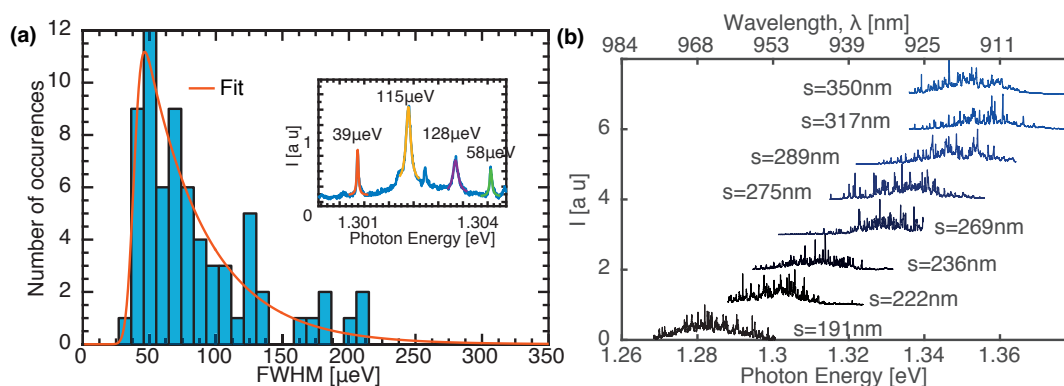 (a)
Number of occurences
12
10
8
6
4
2
0
0 50 100 150 200 250 300 350
FWHM [µeV]
Fit
115µeV
39µeV
128µeV
58µeV
I [a u]
1
0
1.301 1.304
Photon Energy [eV]
(b)
Wavelength, λ [nm]
984 968 953 939 925 911
I [a u]
6
4
2
0
s=350nm
s=317nm
s=289nm
s=275nm
s=269nm
s=236nm
s=222nm
s=191nm
1.26 1.28 1.3 1.32 1.34 1.36
Photon Energy [eV]